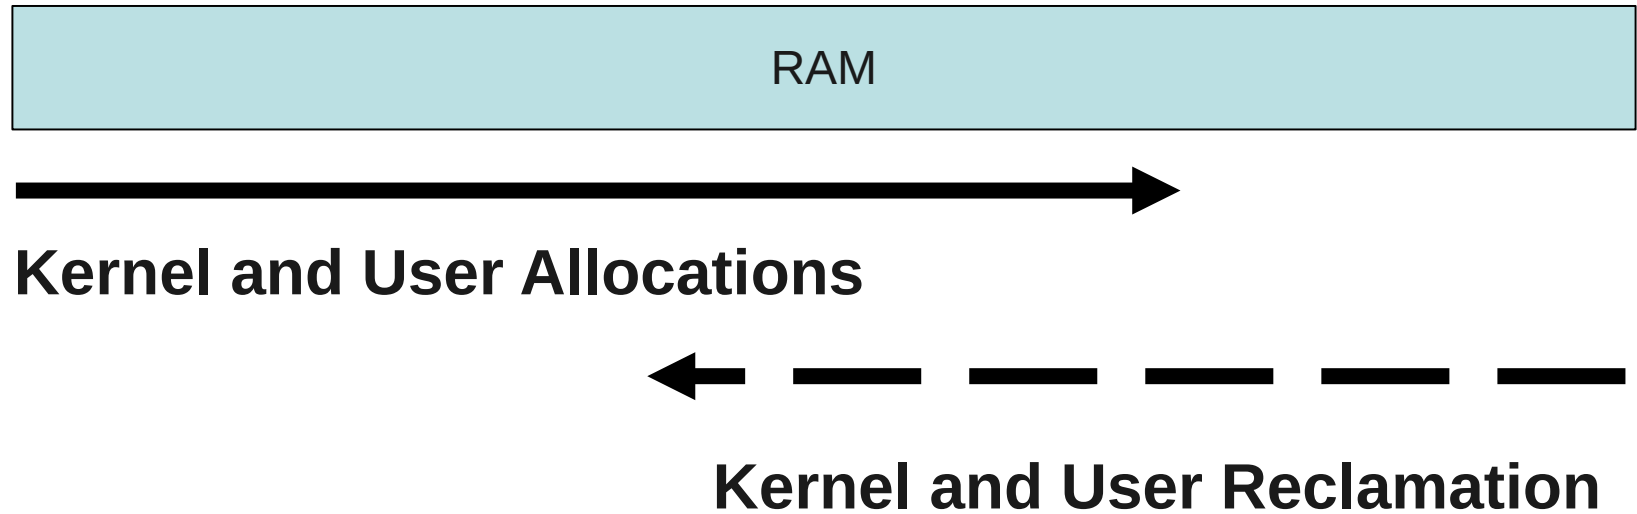 RAM
Kernel and User Allocations
Kernel and User Reclamation